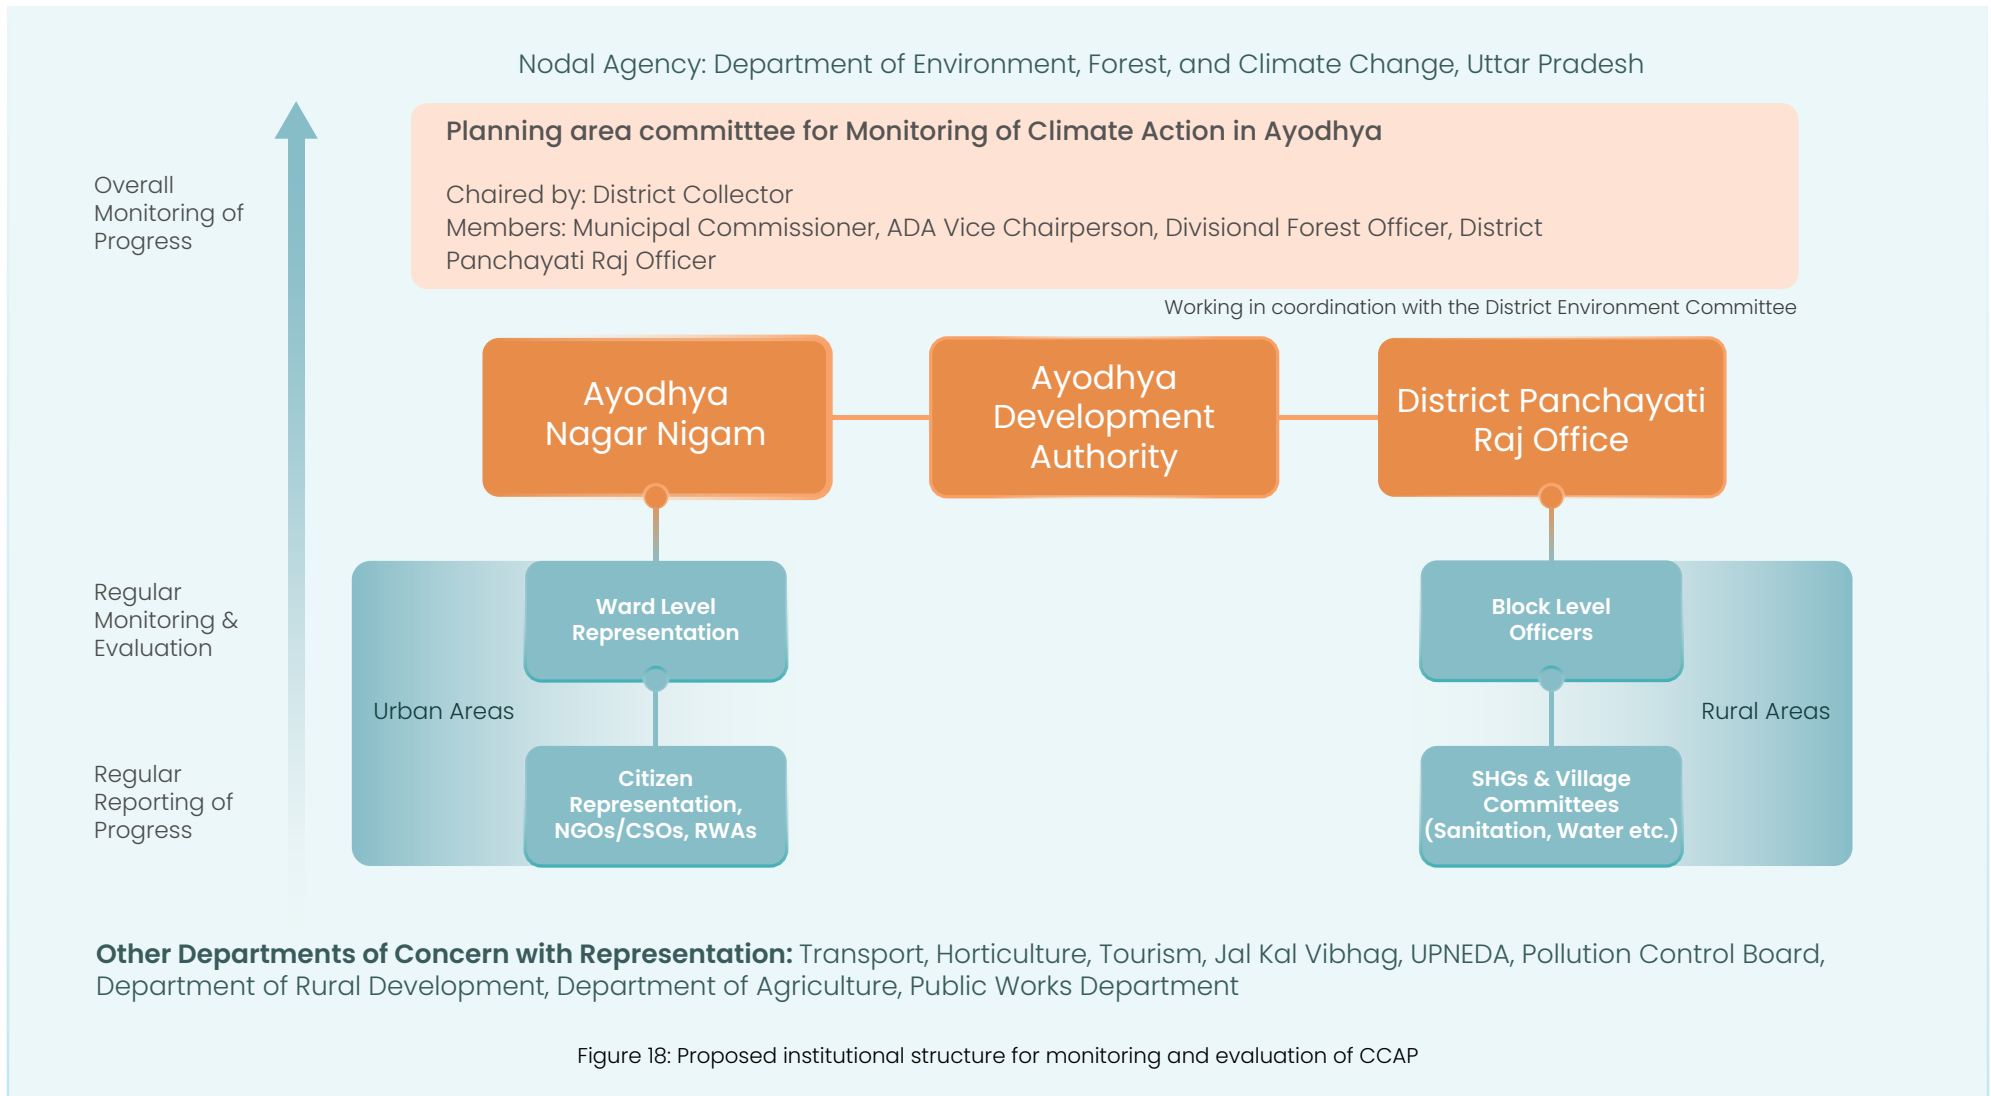 Nodal Agency: Department of Environment, Forest, and Climate Change, Uttar Pradesh
Planning area committtee for Monitoring of Climate Action in Ayodhya
Chaired by: District Collector
Members: Municipal Commissioner, ADA Vice Chairperson, Divisional Forest Officer, District
Panchayati Raj Officer
Overall
Monitoring of
Progress
Working in coordination with the District Environment Committee
Ayodhya
Nagar Nigam
Ayodhya
Development
Authority
District Panchayati
Raj Office
Regular
Monitoring &
Evaluation
Ward Level
Representation
Block Level
Officers
Urban Areas
Rural Areas
Regular
Reporting of
Progress
Citizen
Representation,
NGOs/CSOs, RWAs
SHGs & Village
Committees
(Sanitation, Water etc.)
Other Departments of Concern with Representation: Transport, Horticulture, Tourism, Jal Kal Vibhag, UPNEDA, Pollution Control Board,
Department of Rural Development, Department of Agriculture, Public Works Department
Figure 18: Proposed institutional structure for monitoring and evaluation of CCAP